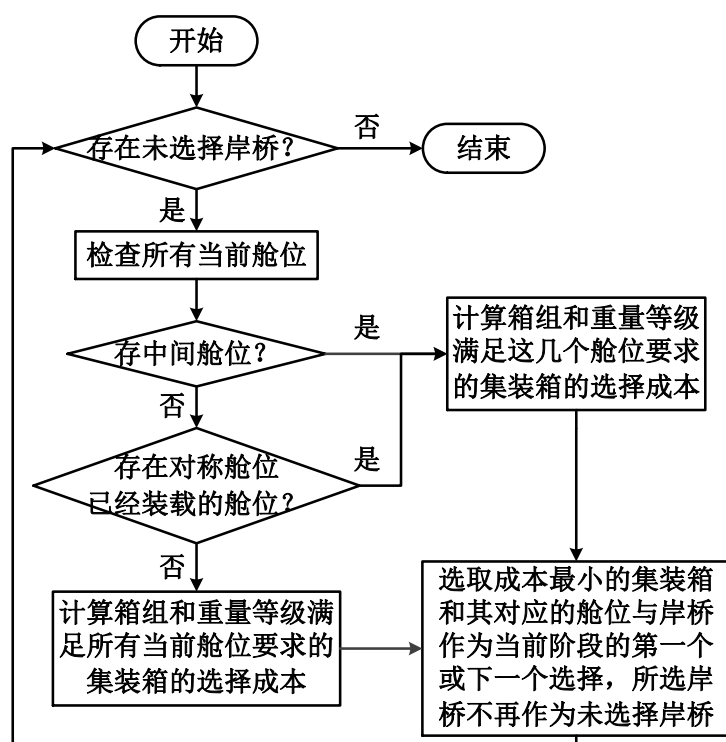 开始
存在未选择岸桥？
否
结束
是
检查所有当前舱位
存中间舱位？
是
计算箱组和重量等级
满足这几个舱位要求
的集装箱的选择成本
否
存在对称舱位
已经装载的舱位？
是
否
计算箱组和重量等级满
足所有当前舱位要求的
集装箱的选择成本
选取成本最小的集装箱
和其对应的舱位与岸桥
作为当前阶段的第一个
或下一个选择，所选岸
桥不再作为未选择岸桥